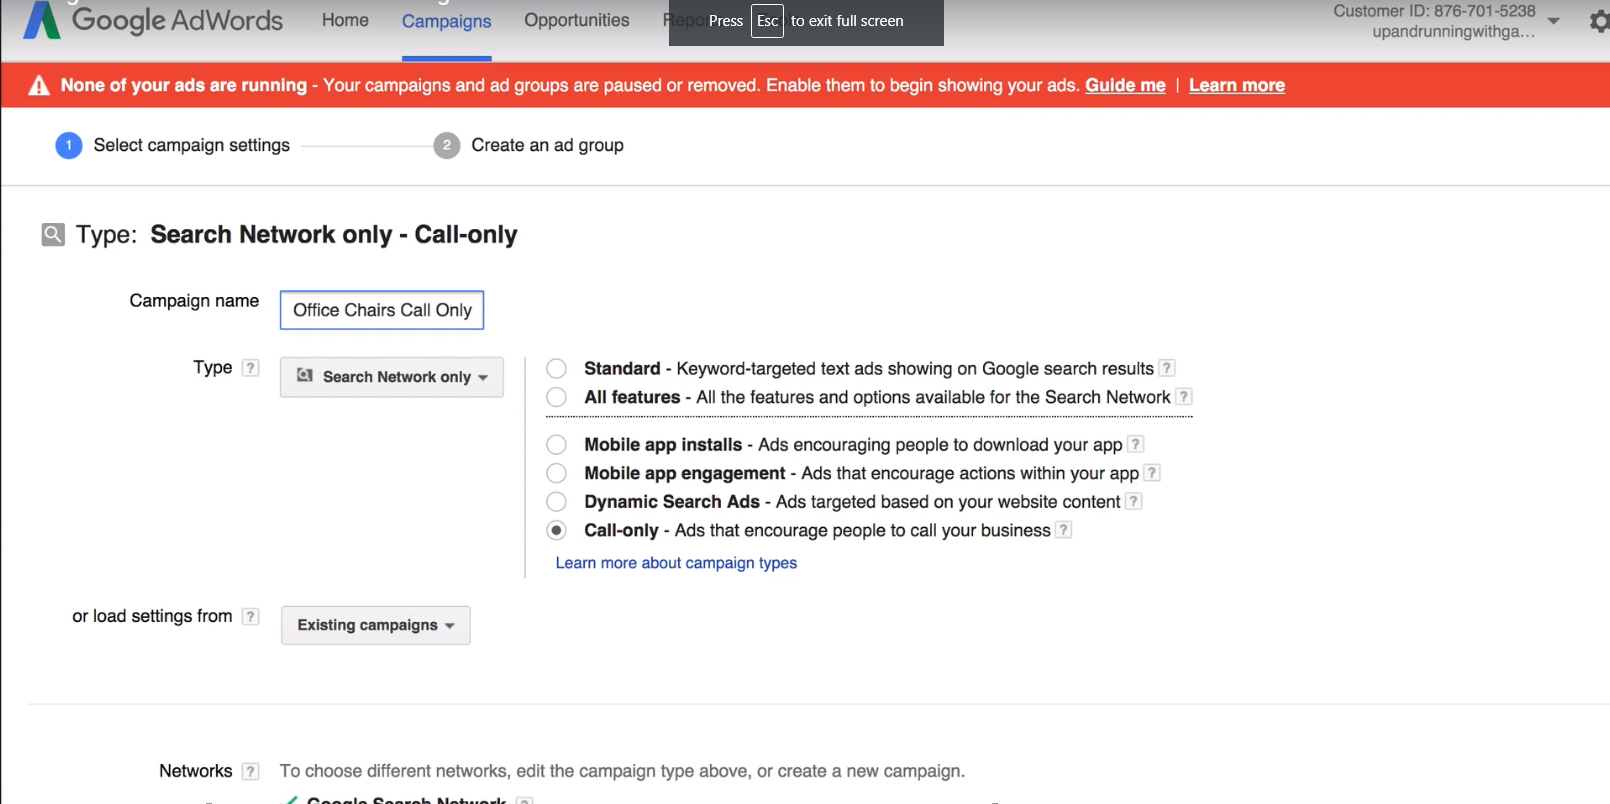 Google AdWords
Home
Campaigns
Opportunities
Press Esc to exit full screen
Customer ID: 876-701-5238
upandrunningwithga...
None of your ads are running - Your campaigns and ad groups are paused or removed. Enable them to begin showing your ads. Guide me | Learn more
1 Select campaign settings
2 Create an ad group
Type: Search Network only - Call-only
Campaign name
Office Chairs Call Only
Type ?
Search Network only
Standard - Keyword-targeted text ads showing on Google search results ?
All features - All the features and options available for the Search Network ?
Mobile app installs - Ads encouraging people to download your app ?
Mobile app engagement - Ads that encourage actions within your app ?
Dynamic Search Ads - Ads targeted based on your website content ?
Call-only - Ads that encourage people to call your business ?
Learn more about campaign types
or load settings from ?
Existing campaigns
Networks ?
To choose different networks, edit the campaign type above, or create a new campaign.
Google Search Network ?